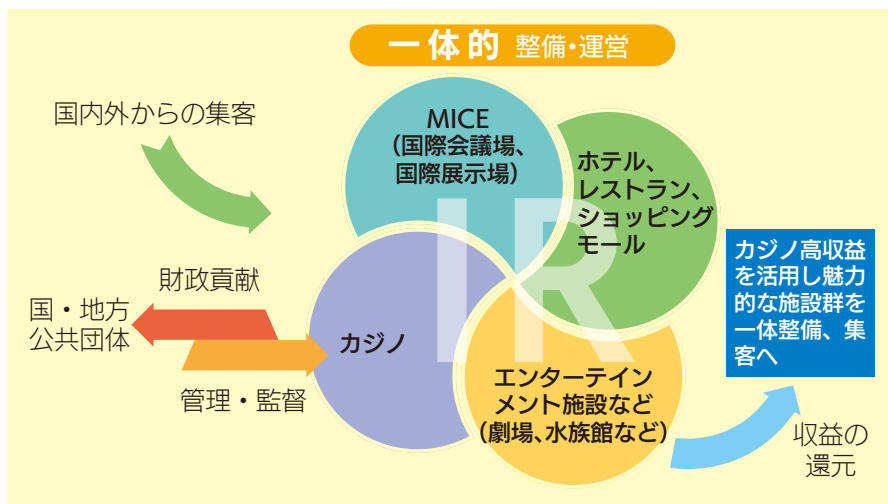 一体的 整備・運営
国内外からの集客
MICE
（国際会議場、
国際展示場）
ホテル、
レストラン、
ショッピング
モール
IR
カジノ高収益
を活用し魅力
的な施設群を
一体整備、集
客へ
財政貢献
国・地方
公共団体
カジノ
管理・監督
エンターテイン
メント施設など
（劇場、水族館など）
収益の
還元